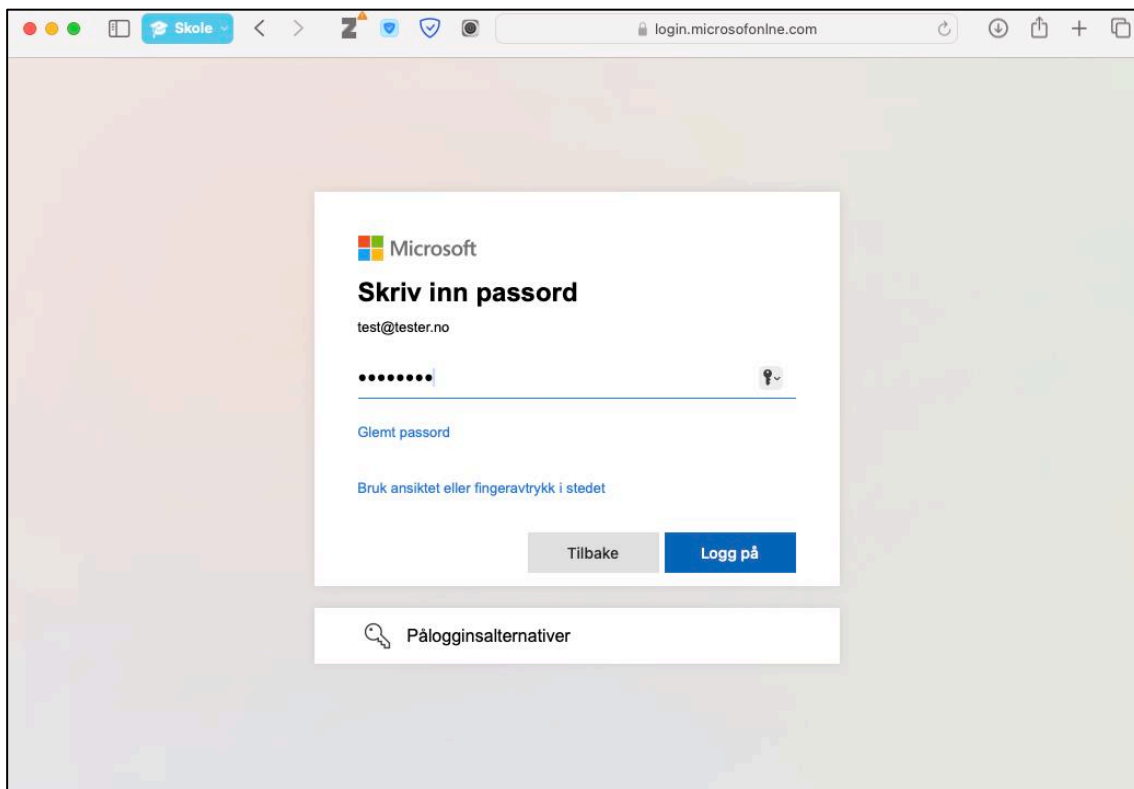 Skole
login.microsofonlne.com
Microsoft
Skriv inn passord
test@tester.no
Glemt passord
Bruk ansiktet eller fingeravtrykk i stedet
Tilbake Logg på
Pålogginsalternativer